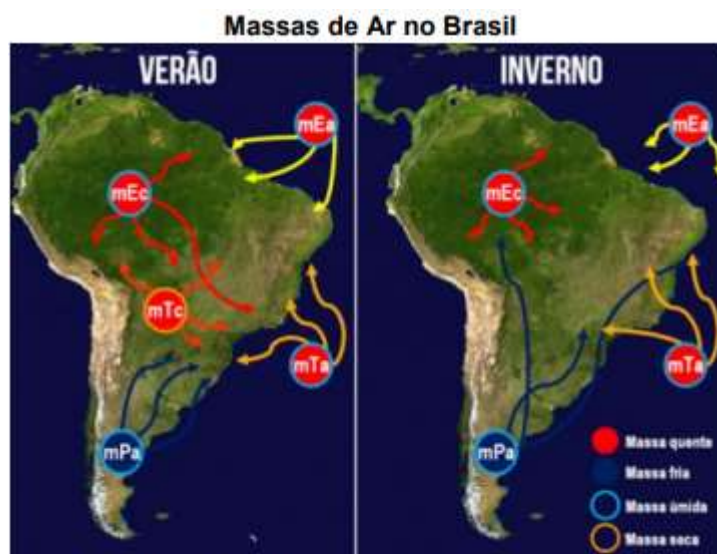 Massas de Ar no Brasil
VERÃO
mEa
mEc
mTc
mTa
mPa
INVERNO
mEa
mEc
mTa
mPa
Massa quente
Massa fria
Massa úmida
Massa seca